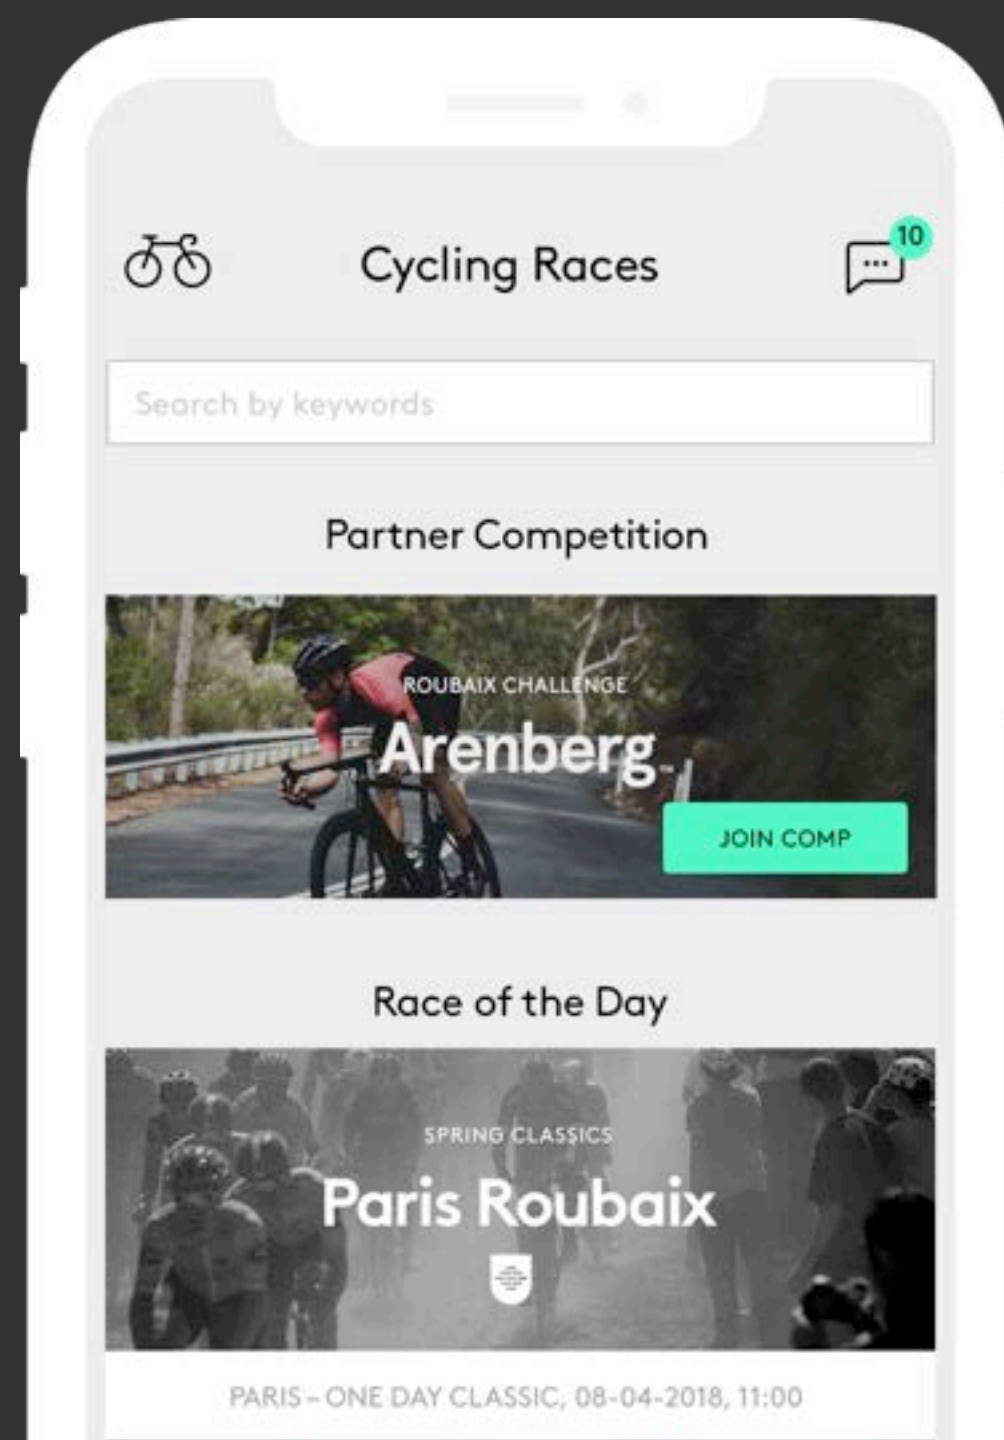 10
Cycling Races
Search by keywords
Partner Competition
ROUBAIX CHALLENGE
Arenberg™
JOIN COMP
Race of the Day
SPRING CLASSICS
Paris Roubaix
PARIS – ONE DAY CLASSIC, 08-04-2018, 11:00